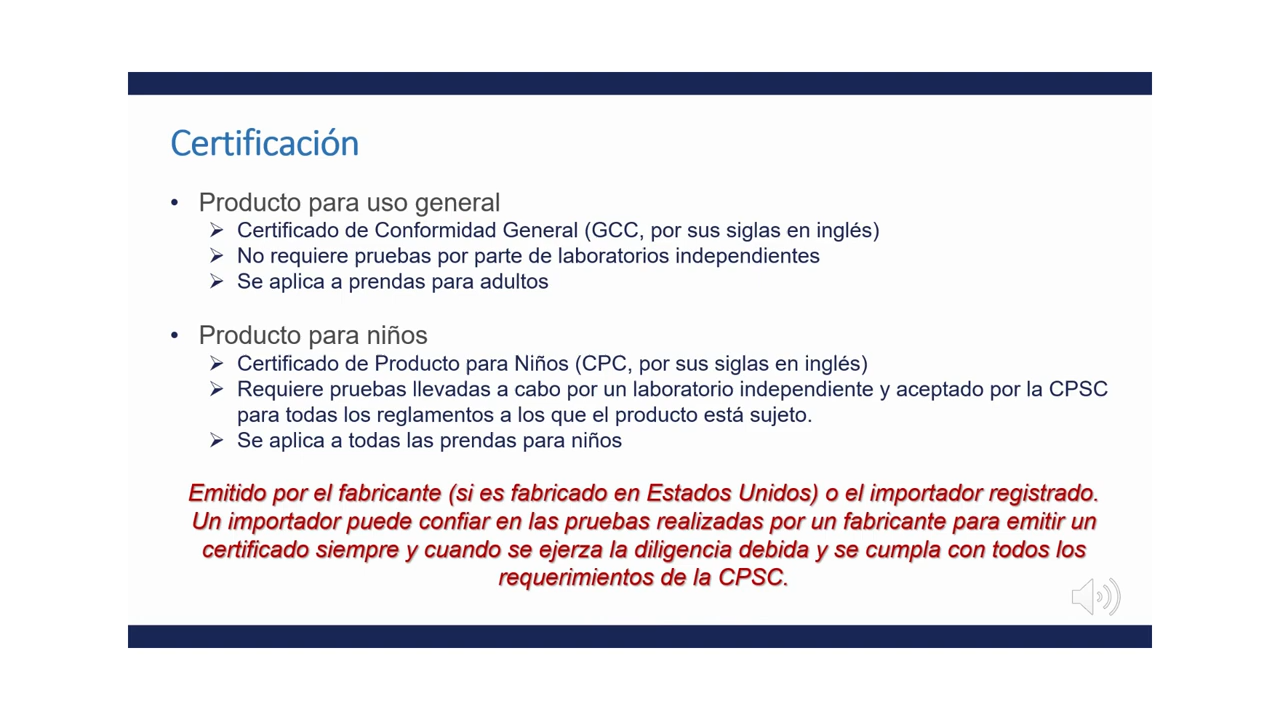 Certificación
• Producto para uso general
➢ Certificado de Conformidad General (GCC, por sus siglas en inglés)
➢ No requiere pruebas por parte de laboratorios independientes
➢ Se aplica a prendas para adultos
• Producto para niños
➢ Certificado de Producto para Niños (CPC, por sus siglas en inglés)
➢ Requiere pruebas llevadas a cabo por un laboratorio independiente y aceptado por la CPSC
para todas los reglamentos a los que el producto está sujeto.
➢ Se aplica a todas las prendas para niños
Emitido por el fabricante (si es fabricado en Estados Unidos) o el importador registrado.
Un importador puede confiar en las pruebas realizadas por un fabricante para emitir un
certificado siempre y cuando se ejerza la diligencia debida y se cumpla con todos los
requerimientos de la CPSC.